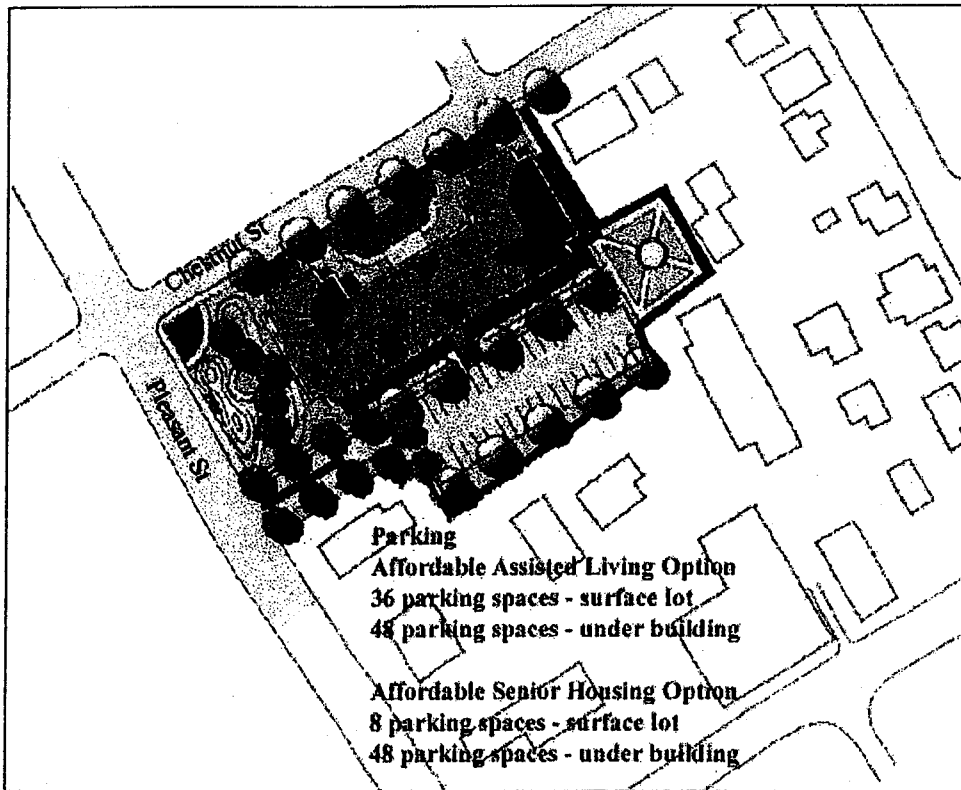 Chestnut St
Pleasant St
Parking
Affordable Assisted Living Option
36 parking spaces - surface lot
48 parking spaces - under building
Affordable Senior Housing Option
8 parking spaces - surface lot
48 parking spaces - under building